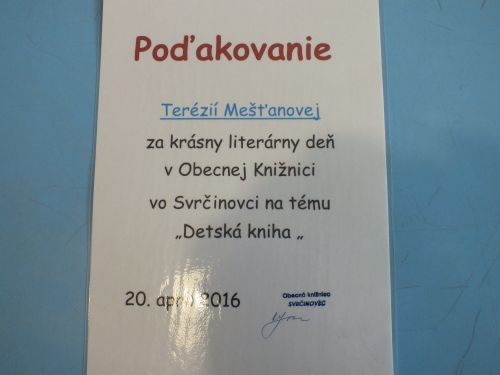 Poďakovanie
Terézií Mešťanovej
za krásny literárny deň
v Obecnej Knižnici
vo Svrčinovci na tému
„Detská kniha „
20. apríl 2016
Obecná knižnica
SVRČINOVEC